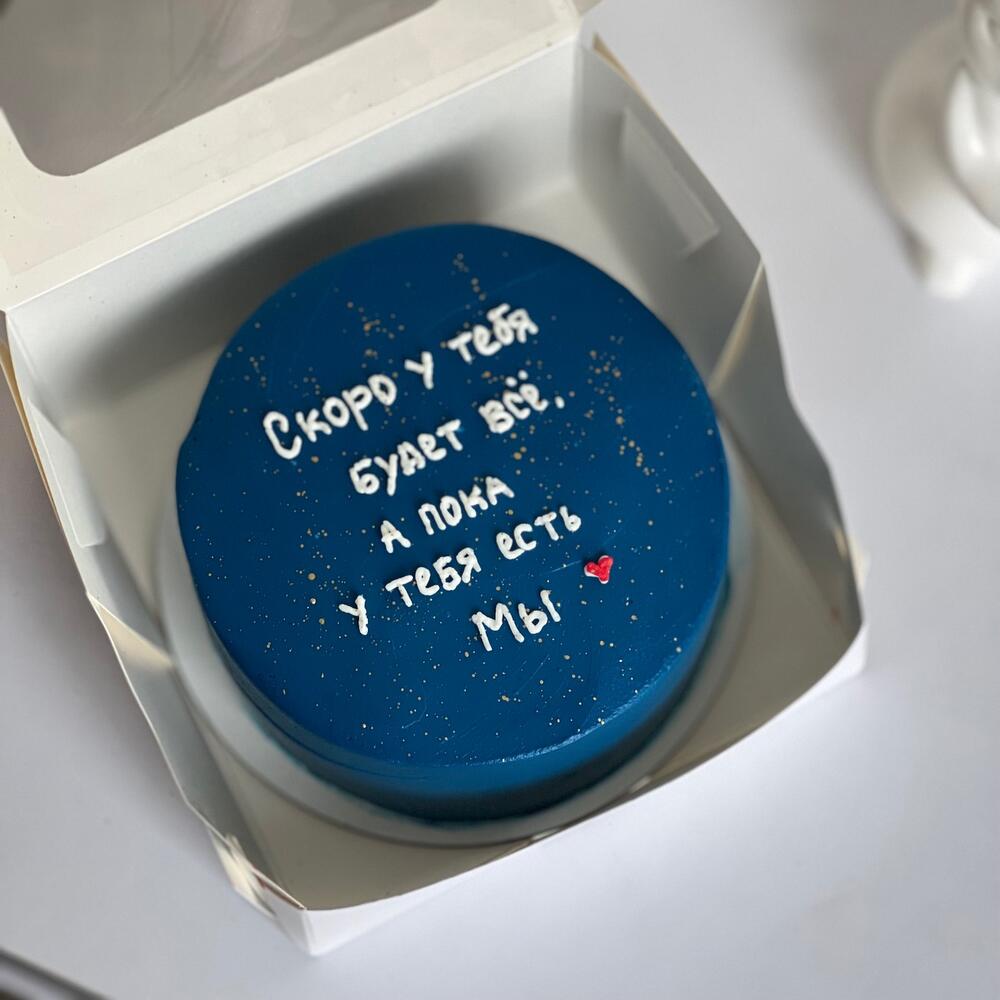 Скоро у тебя
будет всё,
а пока
у тебя есть
Мы